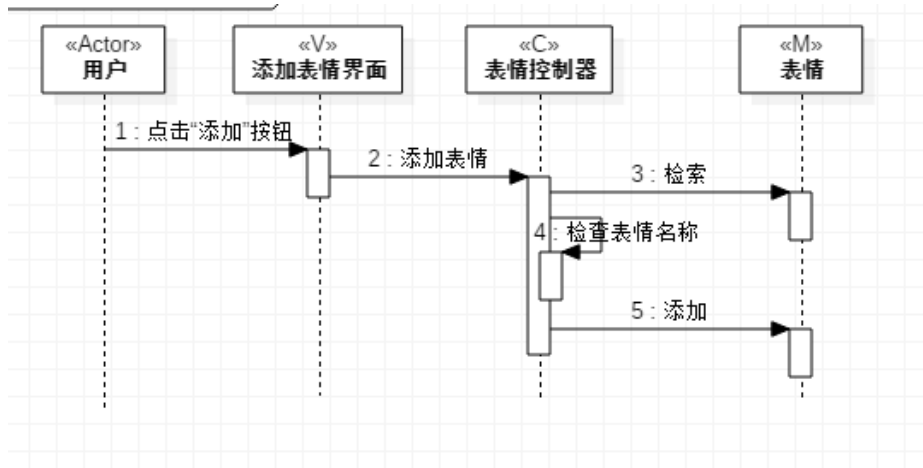 «Actor»
用户
«V»
添加表情界面
«C»
表情控制器
«M»
表情
1 : 点击“添加”按钮
2 : 添加表情
3 : 检索
4 : 检查表情名称
5 : 添加